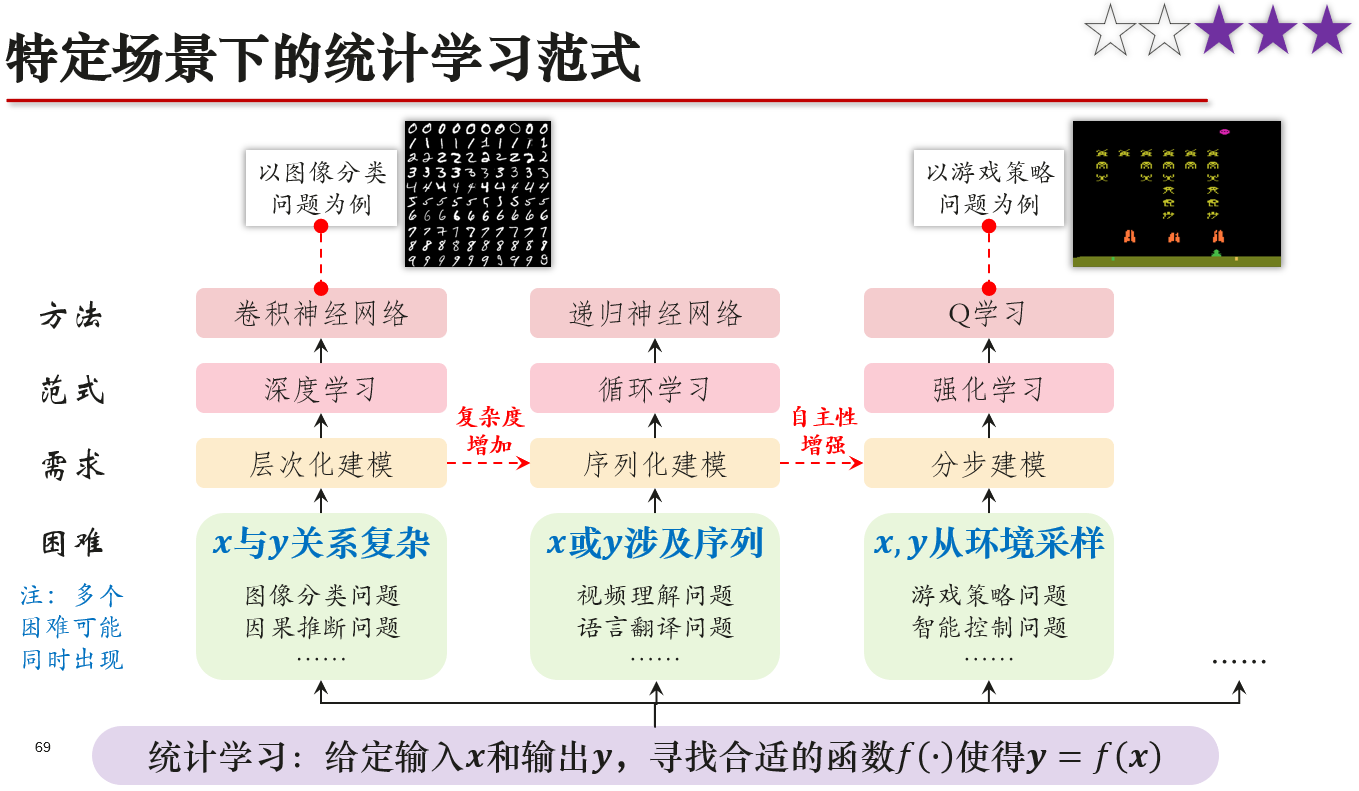 特定场景下的统计学习范式
以图像分类
问题为例
以游戏策略
问题为例
方法
卷积神经网络
递归神经网络
Q学习
范式
深度学习
循环学习
强化学习
复杂度
增加
自主性
增强
需求
层次化建模
序列化建模
分步建模
困难
注：多个
困难可能
同时出现
x与y关系复杂
图像分类问题
因果推断问题
……
x或y涉及序列
视频理解问题
语言翻译问题
……
x, y从环境采样
游戏策略问题
智能控制问题
……
……
69
统计学习：给定输入x和输出y，寻找合适的函数f(·)使得y = f(x)